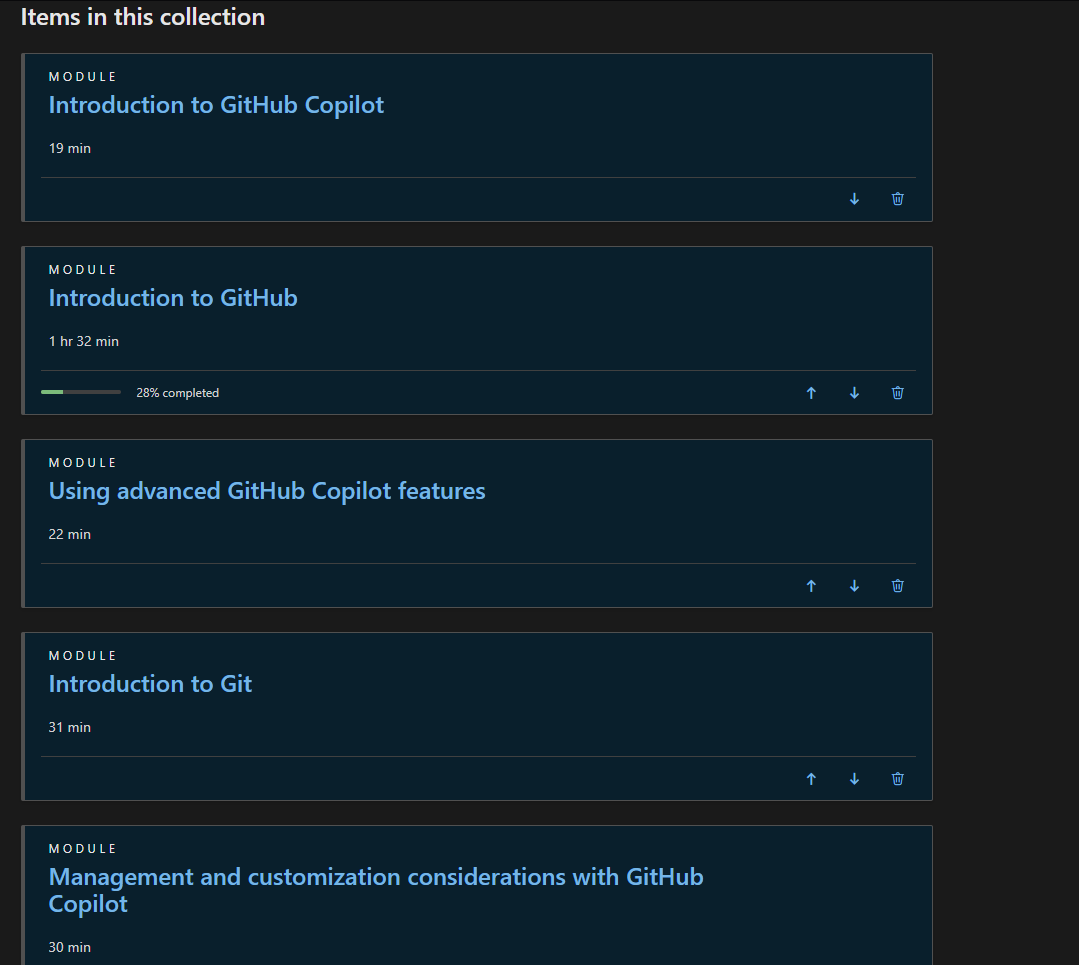 Items in this collection
MODULE
Introduction to GitHub Copilot
19 min
MODULE
Introduction to GitHub
1 hr 32 min
28% completed
MODULE
Using advanced GitHub Copilot features
22 min
MODULE
Introduction to Git
31 min
MODULE
Management and customization considerations with GitHub
Copilot
30 min